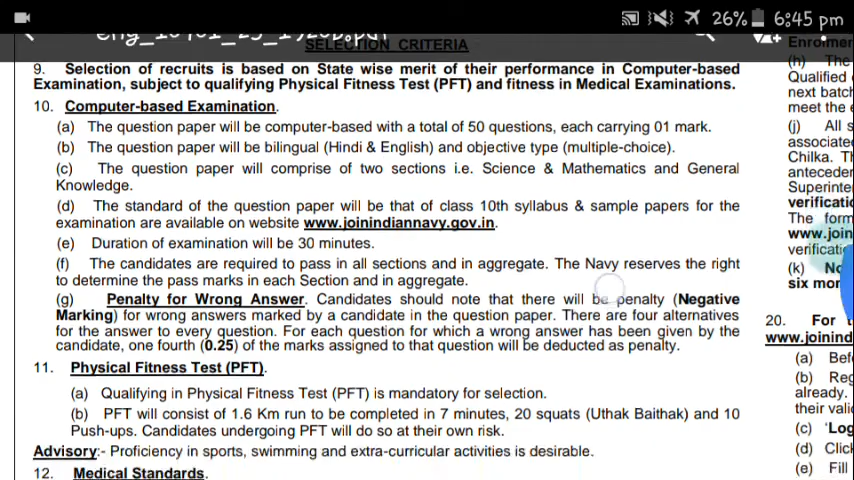 26% 6:45 pm
SELECTION CRITERIA
9. Selection of recruits is based on State wise merit of their performance in Computer-based
Examination, subject to qualifying Physical Fitness Test (PFT) and fitness in Medical Examinations.
10. Computer-based Examination.
(a) The question paper will be computer-based with a total of 50 questions, each carrying 01 mark.
(b) The question paper will be bilingual (Hindi & English) and objective type (multiple-choice).
(c) The question paper will comprise of two sections i.e. Science & Mathematics and General
Knowledge.
(d) The standard of the question paper will be that of class 10th syllabus & sample papers for the
examination are available on website www.joinindiannavy.gov.in.
(e) Duration of examination will be 30 minutes.
(f) The candidates are required to pass in all sections and in aggregate. The Navy reserves the right
to determine the pass marks in each Section and in aggregate.
(g) Penalty for Wrong Answer. Candidates should note that there will be penalty (Negative
Marking) for wrong answers marked by a candidate in the question paper. There are four alternatives
for the answer to every question. For each question for which a wrong answer has been given by the
candidate, one fourth (0.25) of the marks assigned to that question will be deducted as penalty.
11. Physical Fitness Test (PFT).
(a) Qualifying in Physical Fitness Test (PFT) is mandatory for selection.
(b) PFT will consist of 1.6 Km run to be completed in 7 minutes, 20 squats (Uthak Baithak) and 10
Push-ups. Candidates undergoing PFT will do so at their own risk.
Advisory:- Proficiency in sports, swimming and extra-curricular activities is desirable.
12. Medical Standards.
Enrolmer
(h) The
Qualified
next batch
meet the e
(j) All s
associate
Chilka. Th
anteceder
Superinte
verificatio
The form
www.join
verificati
(k) No
six mor
20. For t
www.joinind
(a) Befo
(b) Reg
already.
their vali
(c) 'Log
(d) Click
(e) Fill